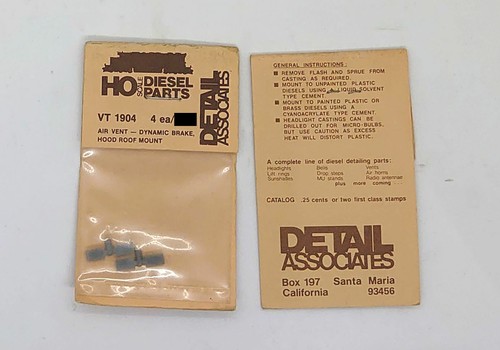 HO SCALE DIESEL PARTS
VT 1904 4 ea/
AIR VENT — DYNAMIC BRAKE,
HOOD ROOF MOUNT
DETAIL
ASSOCIATES
GENERAL INSTRUCTIONS:
■ REMOVE FLASH AND SPRUE FROM
CASTING AS REQUIRED.
■ MOUNT TO UNPAINTED PLASTIC
DIESELS USING A LIQUID SOLVENT
TYPE CEMENT.
■ MOUNT TO PAINTED PLASTIC OR
BRASS DIESELS USING A
CYANOACRYLATE TYPE CEMENT.
■ HEADLIGHT CASTINGS CAN BE
DRILLED OUT FOR MICRO-BULBS,
BUT USE CAUTION AS EXCESS
HEAT WILL DISTORT PLASTIC.
A complete line of diesel detailing parts:
Headlights Bells Vents
Lift rings Drop steps Air horns
Sunshades MU stands Radio antennae
plus more coming ....
CATALOG .25 cents or two first class stamps
DETAIL
ASSOCIATES
Box 197 Santa Maria
California 93456